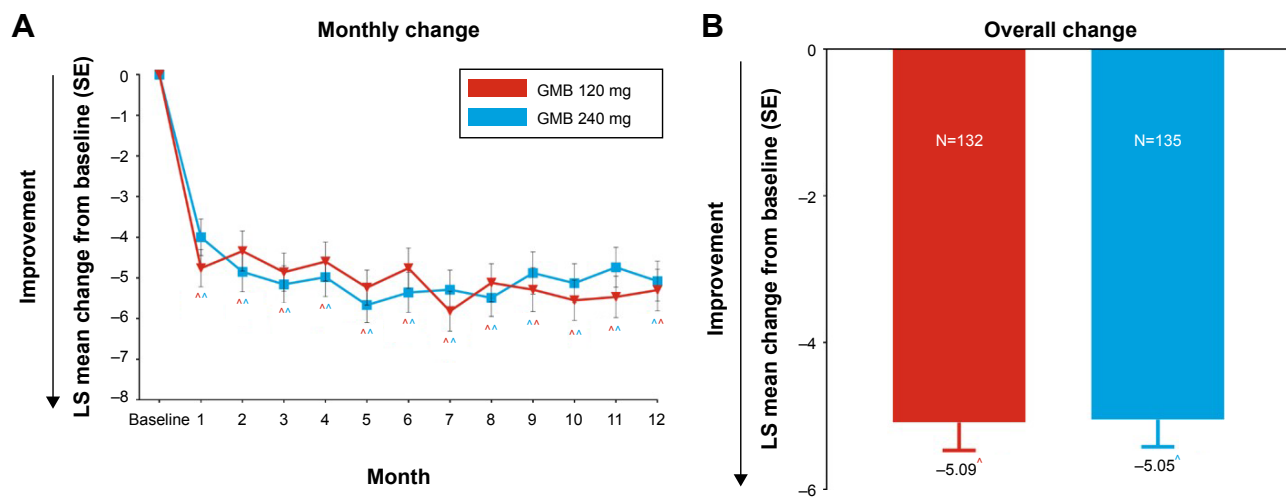 A
Monthly change
Improvement
LS mean change from baseline (SE)
0
–1
–2
–3
–4
–5
–6
–7
–8
GMB 120 mg
GMB 240 mg
^^ ^^ ^^ ^^ ^^ ^^ ^^ ^^ ^^ ^^ ^^ ^^
Baseline 1 2 3 4 5 6 7 8 9 10 11 12
Month
B
Overall change
Improvement
LS mean change from baseline (SE)
0
–2
–4
–6
N=132
N=135
–5.09^
–5.05^